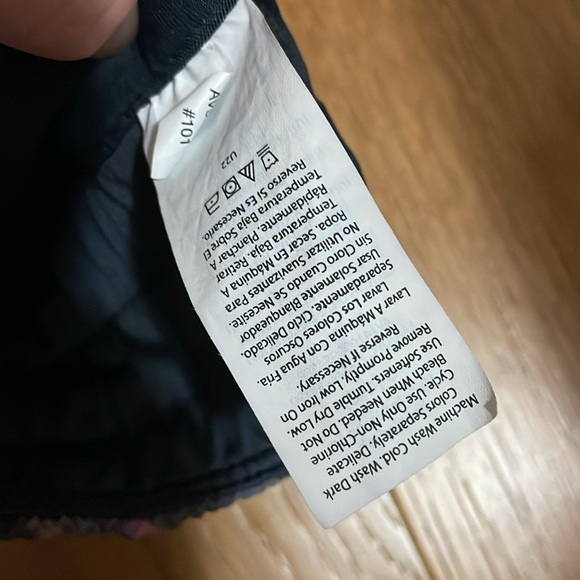 Machine Wash Cold. Wash Dark
Colors Separately. Delicate
Cycle. Use Only Non-Chlorine
Bleach When Needed. Do Not
Use Softeners. Tumble Dry Low.
Remove Promptly. Low Iron On
Reverse If Necessary.
Lavar A Máquina Con Agua Fría.
Lavar Los Colores Oscuros
Separadamente. Ciclo Delicado.
Usar Solamente Blanqueador
Sin Cloro Cuando Se Necesite.
No Utilizar Suavizantes Para
Ropa. Secar En Máquina A
Temperatura Baja. Retirar
Rápidamente. Planchar A
Temperatura Baja Sobre El
Reverso Si Es Necesario.
U22
#101